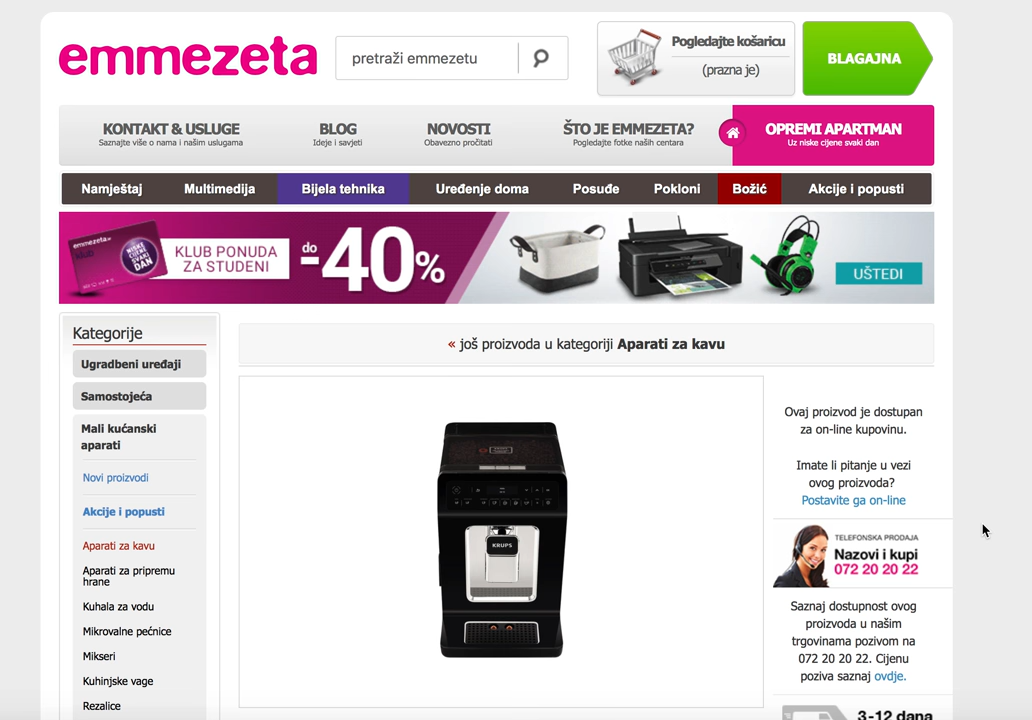 emmezeta
pretraži emmezetu
Pogledajte košaricu
(prazna je)
BLAGAJNA
KONTAKT & USLUGE
Saznajte više o nama i našim uslugama
BLOG
Ideje i savjeti
NOVOSTI
Obavezno pročitati
ŠTO JE EMMEZETA?
Pogledajte fotke naših centara
OPREMI APARTMAN
Uz niske cijene svaki dan
Namještaj
Multimedija
Bijela tehnika
Uređenje doma
Posuđe
Pokloni
Božić
Akcije i popusti
KLUB PONUDA
ZA STUDENI
do
-40%
UŠTEDI
Kategorije
Ugradbeni uređaji
Samostojeća
Mali kućanski
aparati
Novi proizvodi
Akcije i popusti
Aparati za kavu
Aparati za pripremu
hrane
Kuhala za vodu
Mikrovalne pećnice
Mikseri
Kuhinjske vage
Rezalice
« još proizvoda u kategoriji Aparati za kavu
KRUPS
Ovaj proizvod je dostupan
za on-line kupovinu.
Imate li pitanje u vezi
ovog proizvoda?
Postavite ga on-line
TELEFONSKA PRODAJA
Nazovi i kupi
072 20 20 22
Saznaj dostupnost ovog
proizvoda u našim
trgovinama pozivom na
072 20 20 22. Cijenu
poziva saznaj ovdje.
3-12 dana